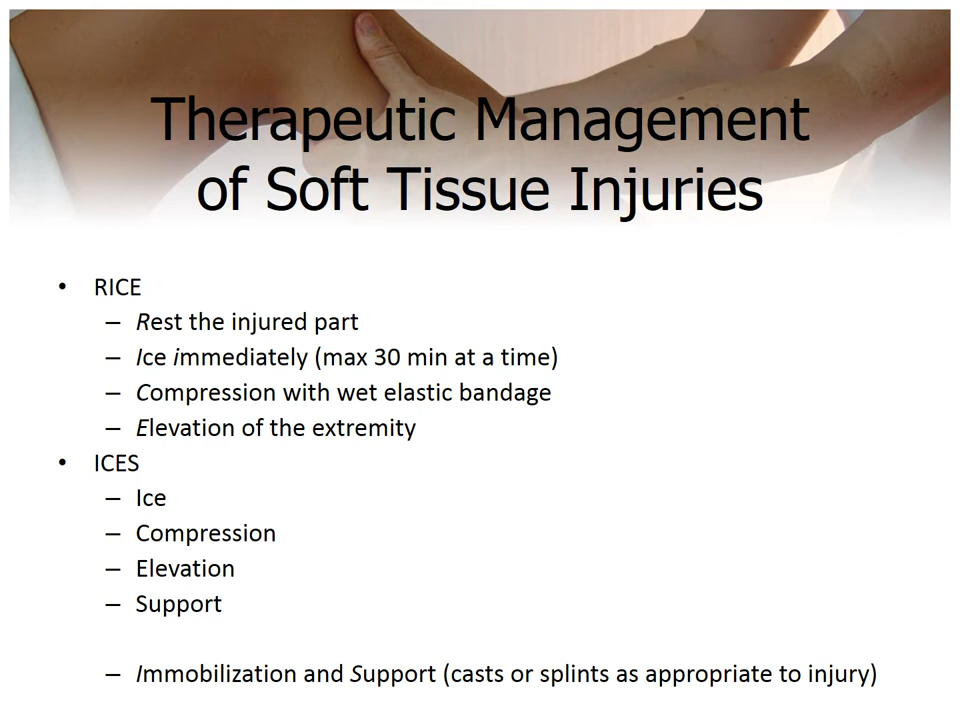 Therapeutic Management
of Soft Tissue Injuries
• RICE
– Rest the injured part
– Ice immediately (max 30 min at a time)
– Compression with wet elastic bandage
– Elevation of the extremity
• ICES
– Ice
– Compression
– Elevation
– Support
– Immobilization and Support (casts or splints as appropriate to injury)